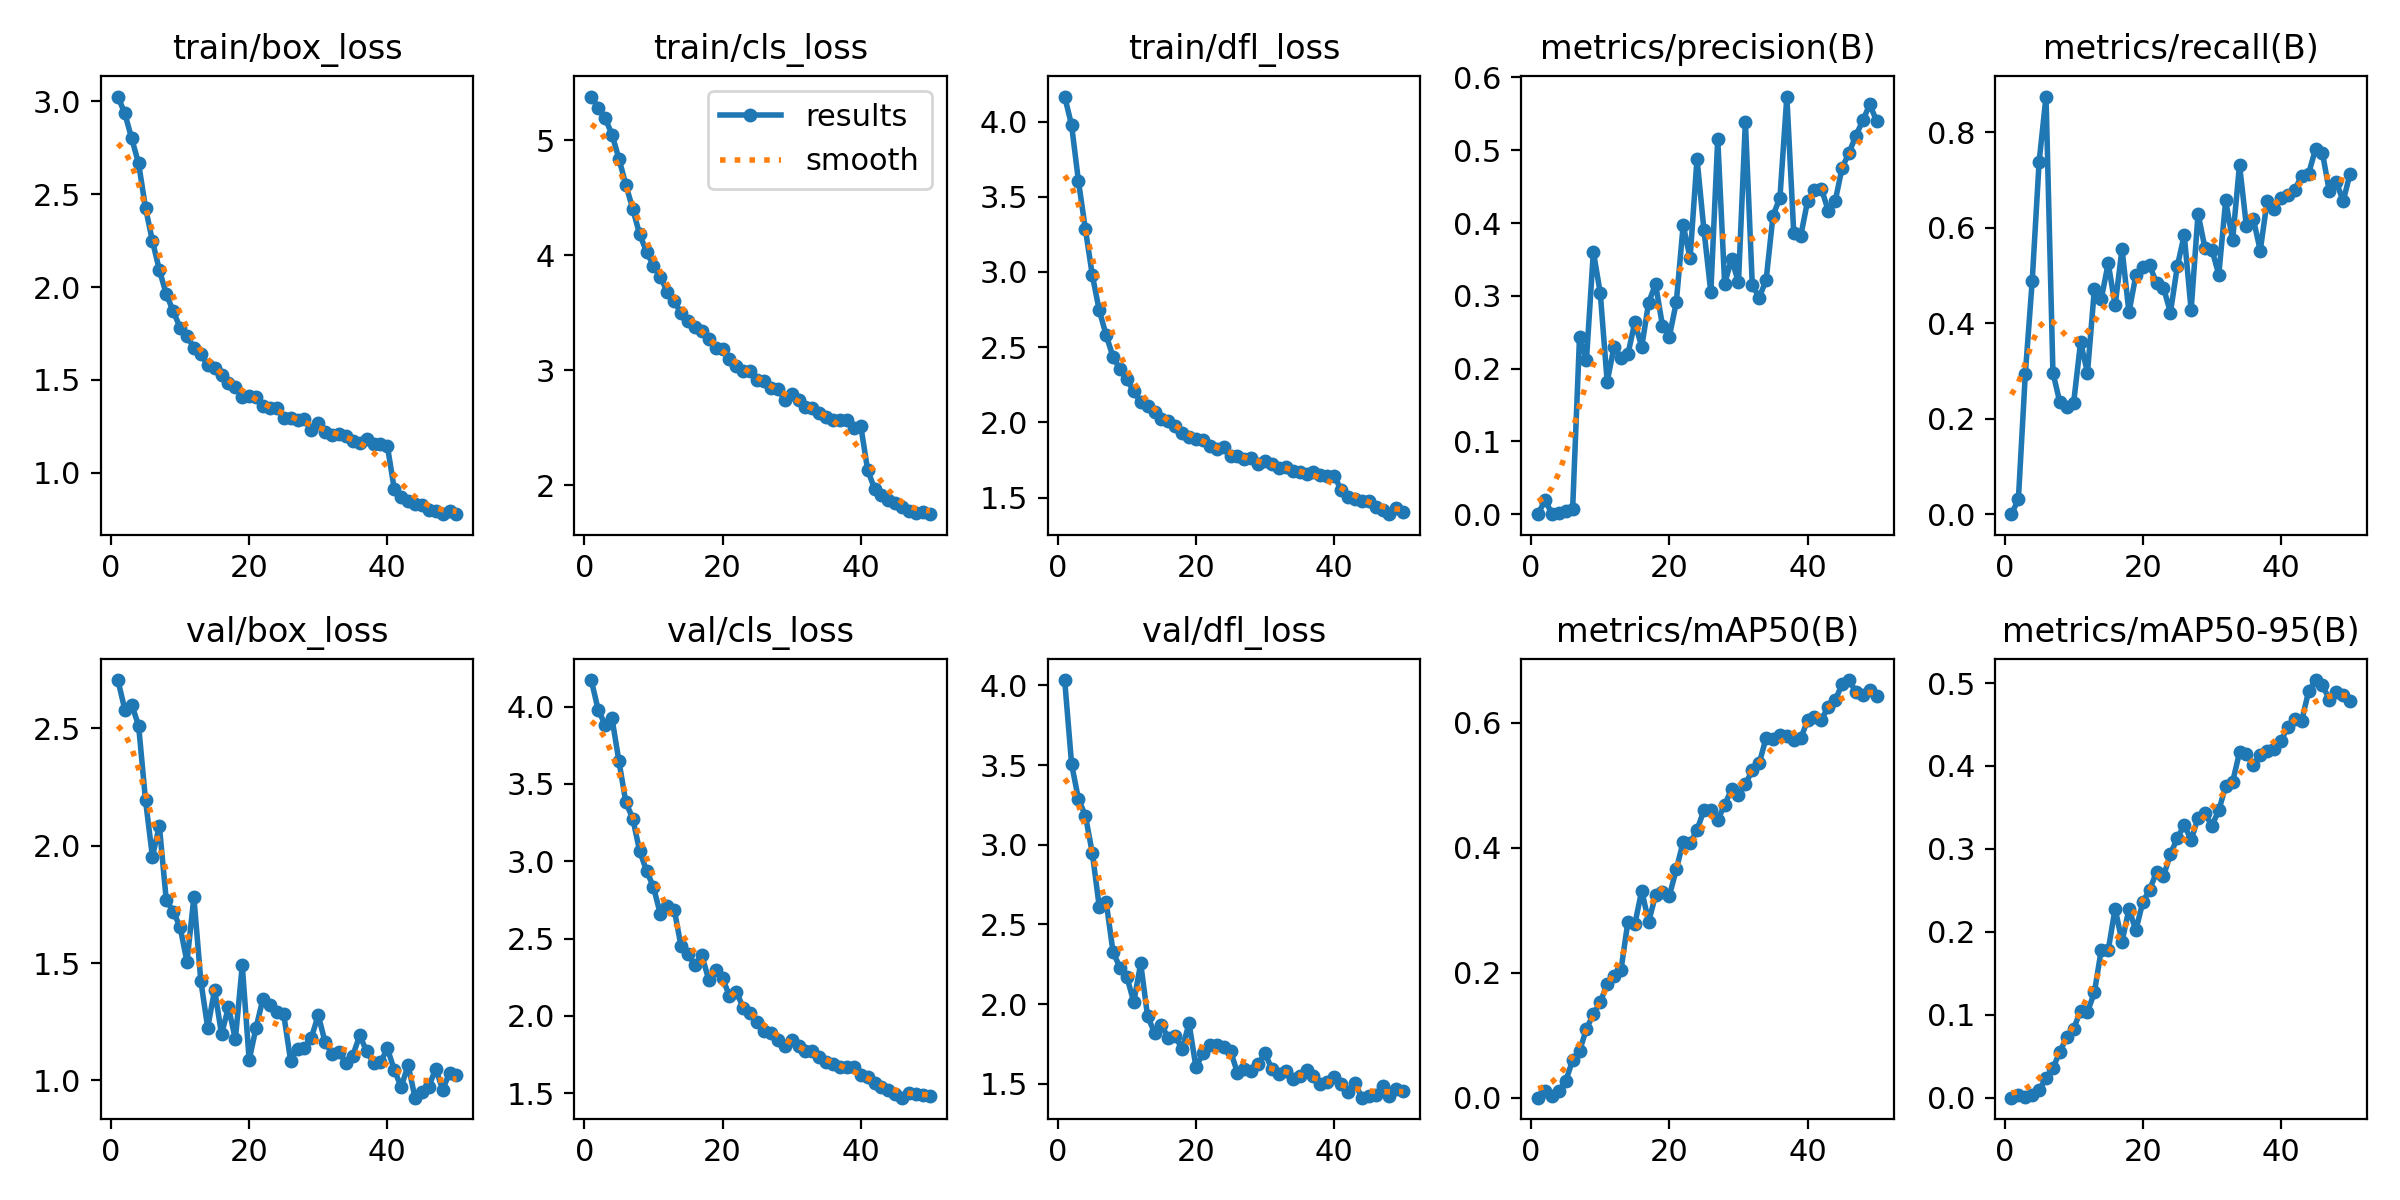 train/box_loss
train/cls_loss
train/dfl_loss
metrics/precision(B)
metrics/recall(B)
3.0
2.5
2.0
1.5
1.0
0 20 40
results
smooth
5
4
3
2
0 20 40
4.0
3.5
3.0
2.5
2.0
1.5
0 20 40
0.6
0.5
0.4
0.3
0.2
0.1
0.0
0 20 40
0.8
0.6
0.4
0.2
0.0
0 20 40
val/box_loss
val/cls_loss
val/dfl_loss
metrics/mAP50(B)
metrics/mAP50-95(B)
2.5
2.0
1.5
1.0
0 20 40
4.0
3.5
3.0
2.5
2.0
1.5
0 20 40
4.0
3.5
3.0
2.5
2.0
1.5
0 20 40
0.6
0.4
0.2
0.0
0 20 40
0.5
0.4
0.3
0.2
0.1
0.0
0 20 40